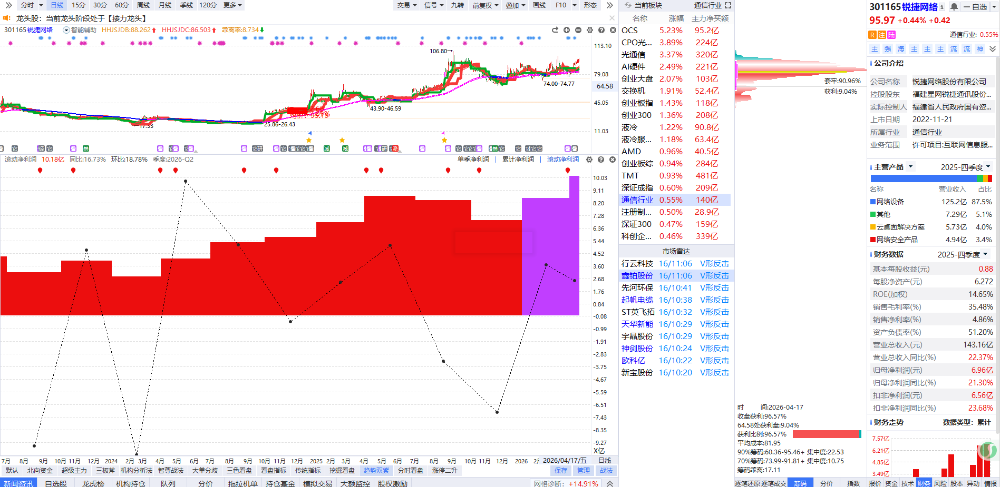 分时 日线 15分 30分 60分 周线 月线 季线 120分 更多
交易 信号 九转 前复权 叠加 画线 F10 形态
龙头股：当前龙头阶段处于【接力龙头】
301165锐捷网络 智能辅助 HHJSJDB:88.262 HHJSJDC:86.503 乖离率:8.734
113.10
106.80
79.08
74.00-74.77
64.58
45.05
43.90-46.59
25.86-26.43
17.53
11.03
滚动净利润 10.18亿 同比:16.73% 环比:18.78% 季度:2026-Q2
单季净利润 | 累计净利润 | 滚动净利润
10.03
9.11
8.20
7.28
6.36
5.44
4.52
3.60
2.68
1.76
0.84
-0.08
-0.99
-1.91
-2.83
-3.75
-4.67
-5.59
-6.51
-7.43
-8.35
-9.27
X亿
7月 8月 9月 10月 11月 12月 2024 2月 3月 4月 5月 6月 7月 8月 9月 10月 11月 12月 2025 2月 3月 4月 5月 6月 7月 8月 9月 10月 11月 12月 2026 2026/04/17/五 日线
默认 北向资金 超级主力 三板斧 机构分析法 智尊战法 大单分歧 三色看盘 看盘指标 传统指标 挖掘看盘 趋势双紫 分时看盘 涨停二升 保存 管理 战法
新闻资讯 自选股 龙虎榜 机构持仓 队列 分价 拖拉机单 持仓基金 模拟交易 大额监控 股权激励 网格诊断: +14.91%
当前板块 通信行业
名称 涨幅 主力净买额
OCS 5.23% 95.2亿
CPO光... 3.89% 224亿
光通信 3.37% 320亿
AI硬件 2.49% 221亿
创业大盘 2.07% 103亿
交换机 1.91% 52.4亿
创业板指 1.43% 118亿
创业300 1.36% 208亿
液冷 1.22% 90.8亿
液冷服... 1.18% 63.4亿
AMD 0.96% 40.5亿
创业板综 0.94% 284亿
TMT 0.93% 481亿
深证成指 0.60% 209亿
通信行业 0.55% 140亿
注册制... 0.50% 28.9亿
深证300 0.47% 159亿
科创企... 0.46% 339亿
市场雷达
行云科技 16/11:06 V形反击
鑫铂股份 16/11:06 V形反击
先河环保 16/10:41 V形反击
起帆电缆 16/10:38 V形反击
ST英飞拓 16/10:32 V形反击
天华新能 16/10:29 V形反击
宇晶股份 16/10:29 V形反击
神剑股份 16/10:24 V形反击
欧科亿 16/10:22 V形反击
新宝股份 16/10:20 V形反击
套牢:90.96%
获利:9.04%
时 间:2026-04-17
收盘获利:96.57%
64.58处获利盘:9.04%
获利比例:96.57%
平均成本:81.95
90%筹码:60.36-95.46+ 集中度:22.53
70%筹码:73.99-91.81+ 集中度:10.75
筹码乖离:17.11
逐笔还原 逐笔成交 筹码 分价 指数
301165锐捷网络 自选
95.97 +0.44% +0.42
R 注 陆 通信行业: 0.55%
主 强 海 主 主 主 流 流 神
公司介绍
公司名称 锐捷网络股份有限公司
控股股东 福建星网锐捷通讯股份...
实际控制人 福建省人民政府国有资...
上市日期 2022-11-21
所属行业 通信行业
业务范围 许可项目:互联网信息服...
主营产品 2025-四季度
名称 营业收入 占比
网络设备 125.2亿 87.5%
其他 7.29亿 5.1%
云桌面解决方案 5.73亿 4.0%
网络安全产品 4.94亿 3.4%
财务数据 2025-四季度
基本每股收益(元) 0.88
每股净资产(元) 6.272
ROE(加权) 14.65%
销售毛利率(%) 35.48%
销售净利率(%) 4.86%
资产负债率(%) 51.20%
营业总收入(元) 143.16亿
营业总收入同比(%) 22.37%
归母净利润(元) 6.96亿
归母净利润同比(%) 21.30%
扣非净利润(元) 6.56亿
扣非净利润同比(%) 23.68%
财务走势 数据类型：累计
7.57亿
6.21亿
4.85亿
3.49亿
报价 资金 技术 财务 风险 股本 异动 情报